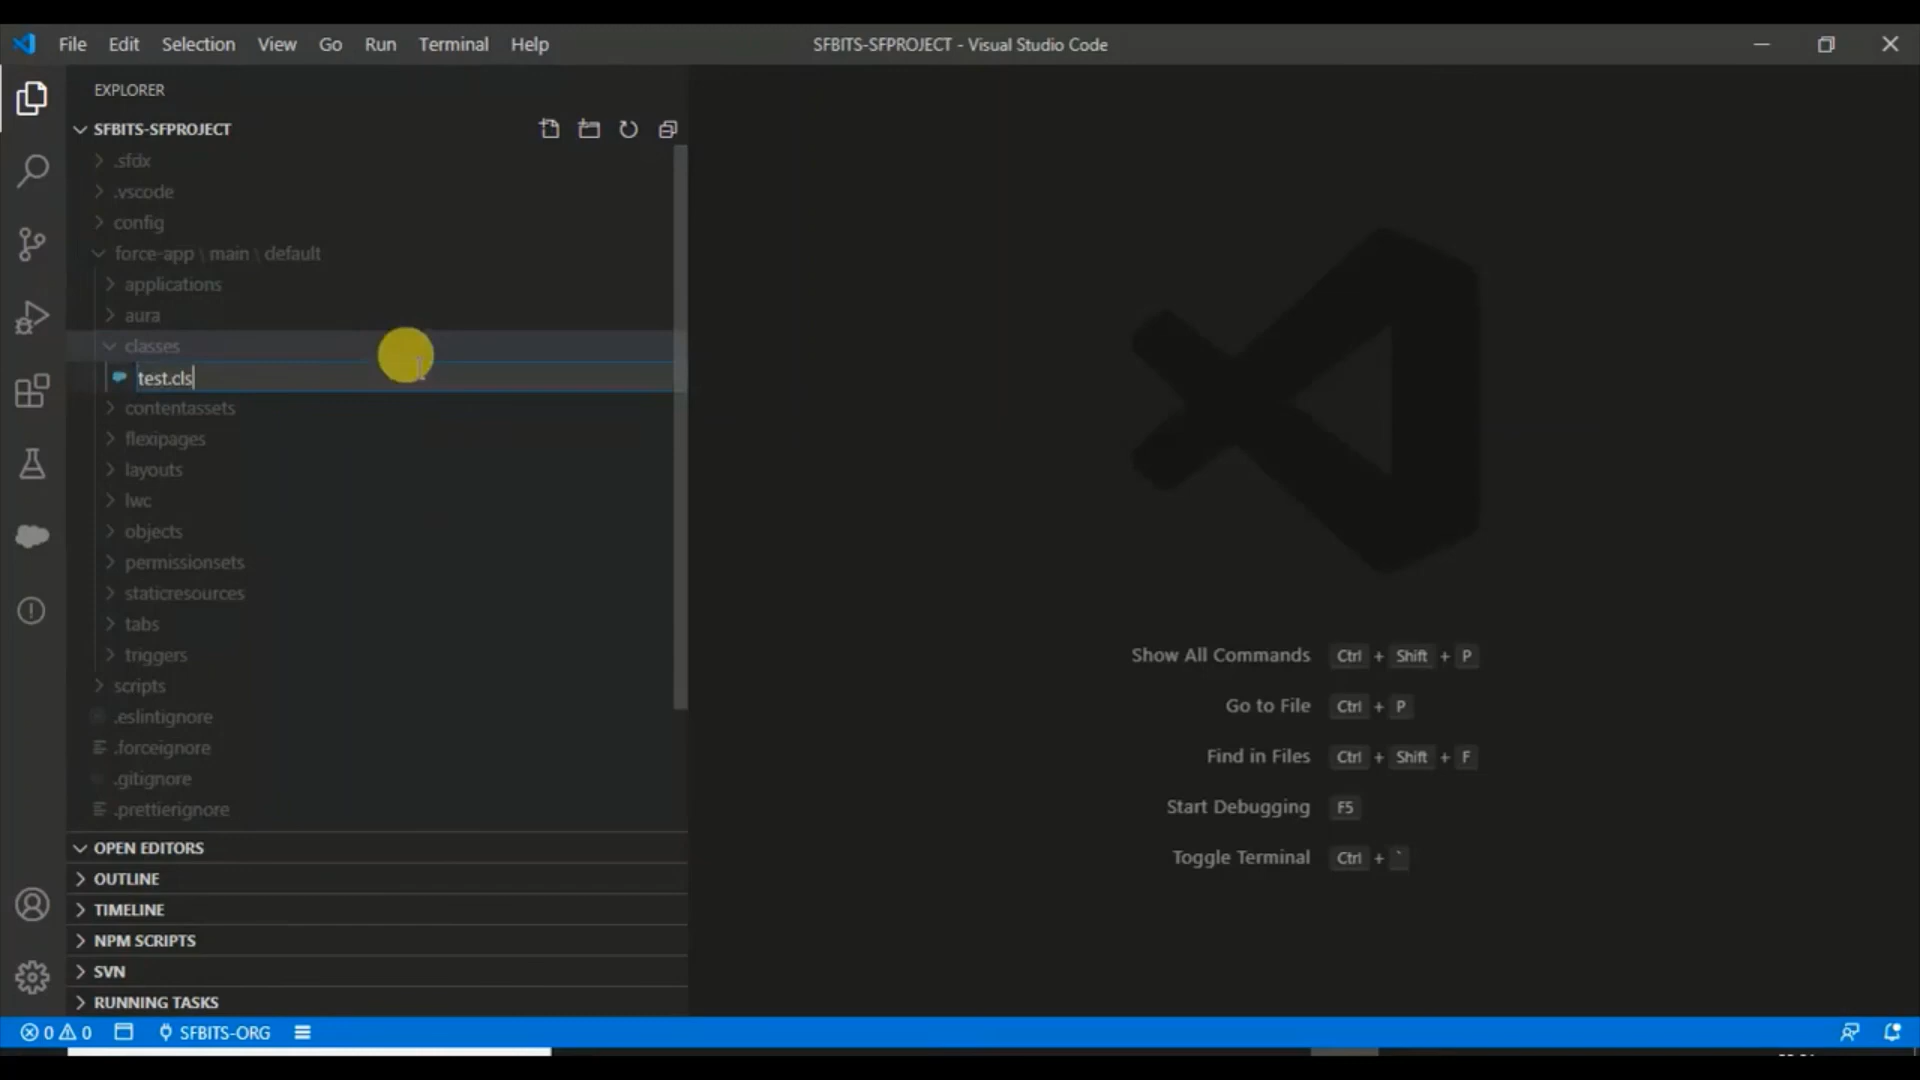 File Edit Selection View Go Run Terminal Help
SFBITS-SFPROJECT - Visual Studio Code
EXPLORER
SFBITS-SFPROJECT
.sfdx
.vscode
config
force-app \ main \ default
applications
aura
classes
test.cls
contentassets
flexipages
layouts
lwc
objects
permissionsets
staticresources
tabs
triggers
scripts
.eslintignore
.forceignore
.gitignore
.prettierignore
OPEN EDITORS
OUTLINE
TIMELINE
NPM SCRIPTS
SVN
RUNNING TASKS
Show All Commands Ctrl + Shift + P
Go to File Ctrl + P
Find in Files Ctrl + Shift + F
Start Debugging F5
Toggle Terminal Ctrl + `
0 0 SFBITS-ORG